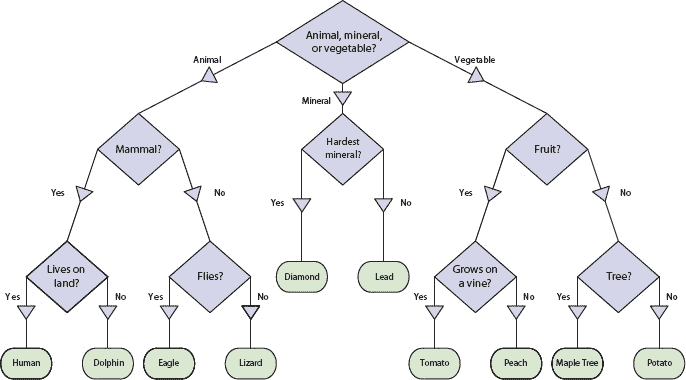 Animal, mineral,
or vegetable?
Animal
Vegetable
Mineral
Mammal?
Hardest
mineral?
Fruit?
Yes
No
Yes
No
Yes
No
Lives on
land?
Flies?
Diamond
Lead
Grows on
a vine?
Tree?
Yes
No
Yes
No
Yes
No
Yes
No
Human
Dolphin
Eagle
Lizard
Tomato
Peach
Maple Tree
Potato